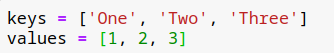 keys = ['One', 'Two', 'Three']
values = [1, 2, 3]